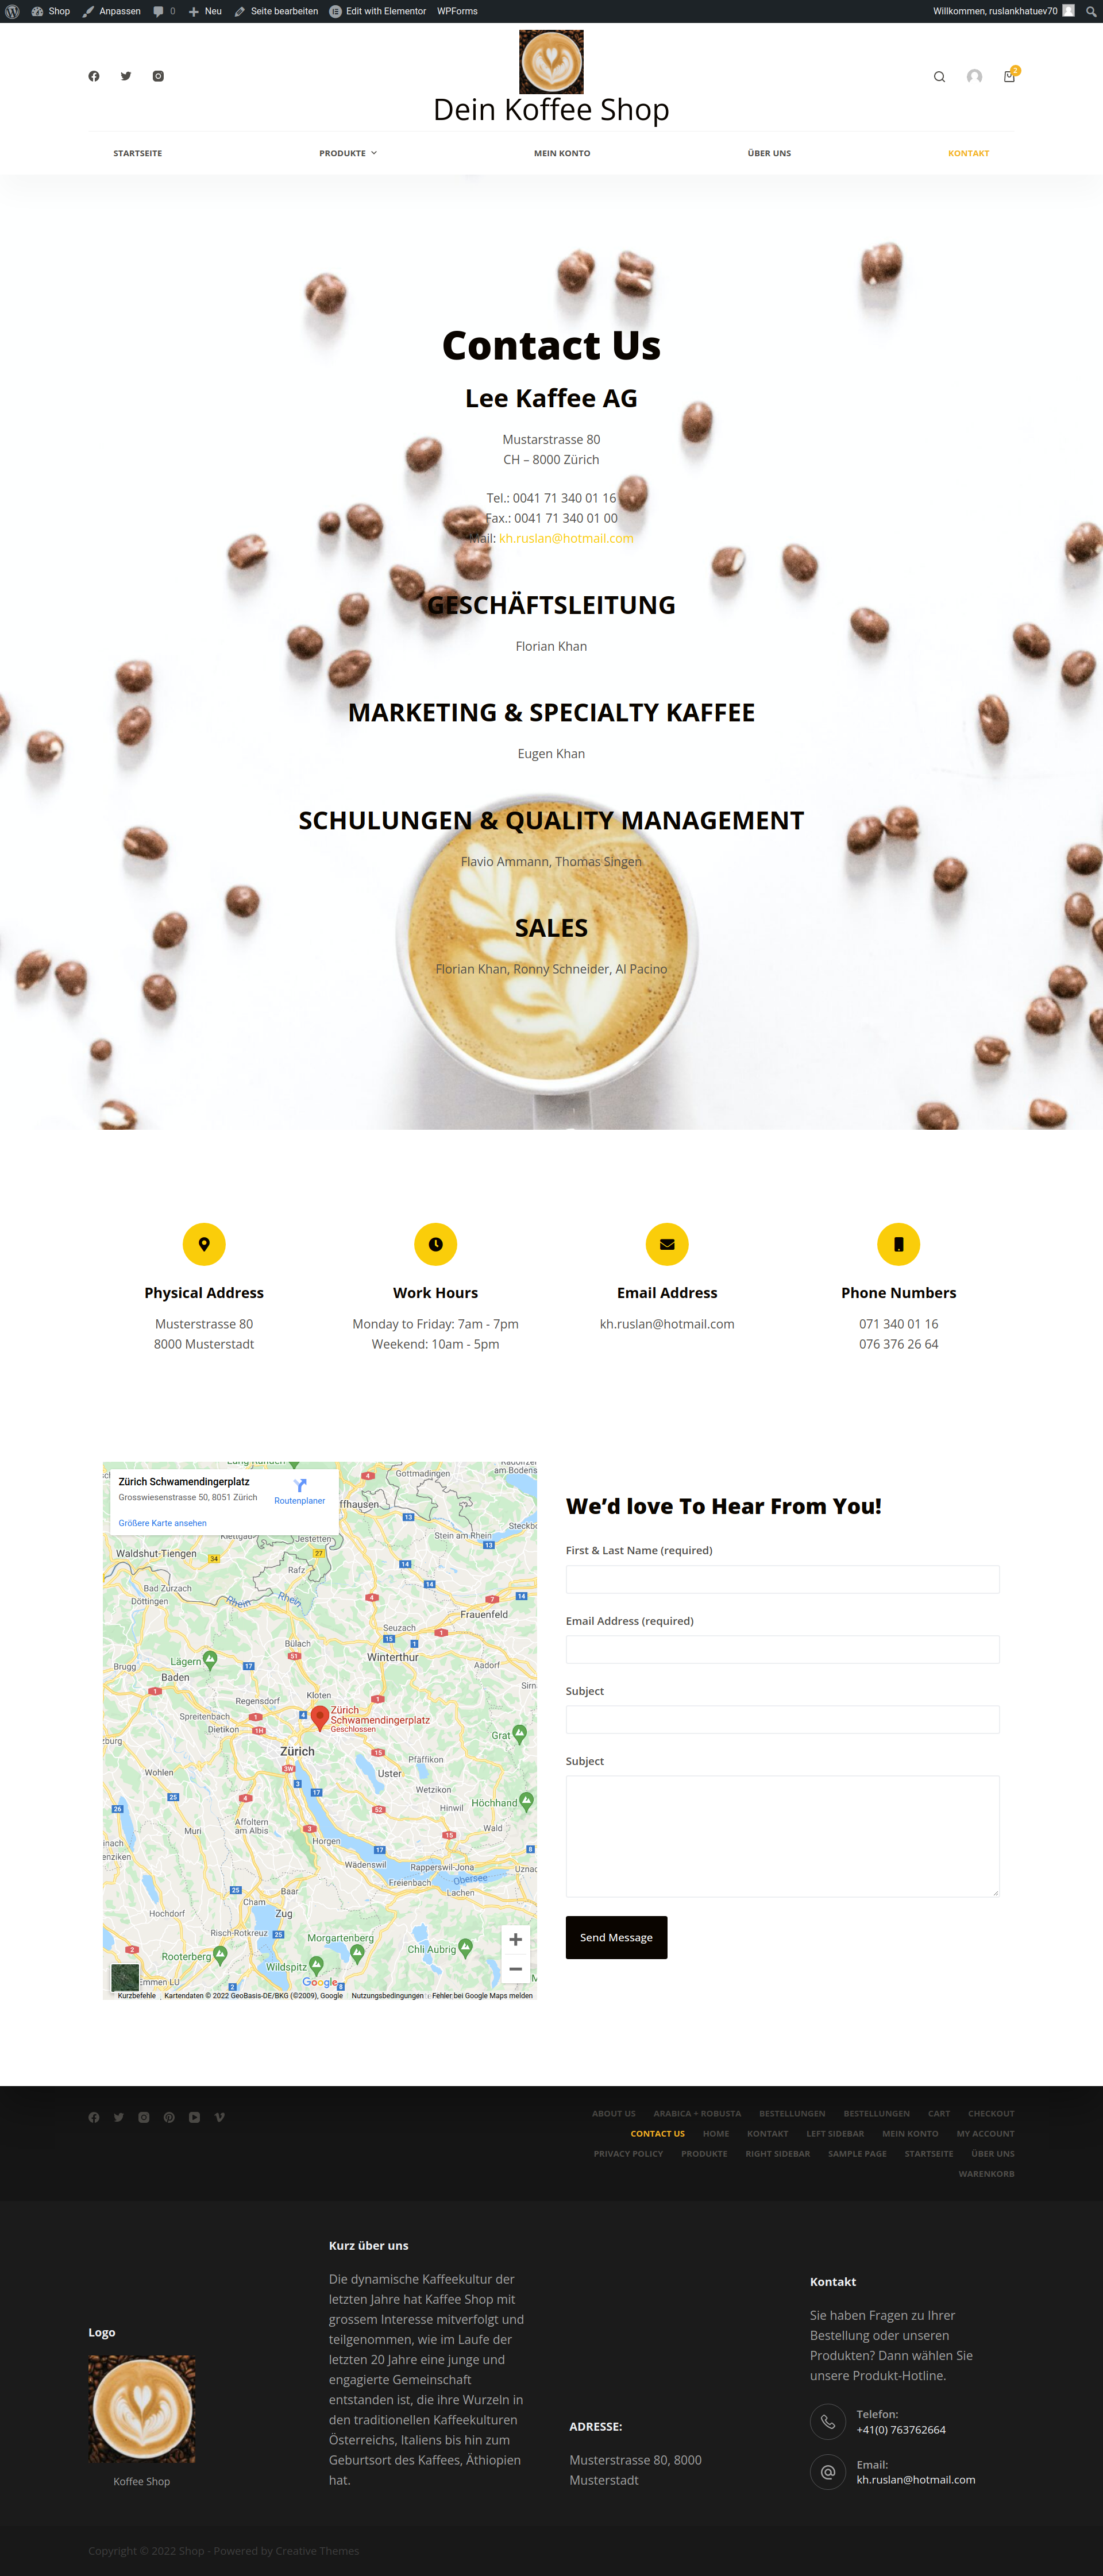 Shop Anpassen 0 Neu Seite bearbeiten Edit with Elementor WPForms Willkommen, ruslankhatuev70
2
Dein Koffee Shop
STARTSEITE PRODUKTE MEIN KONTO ÜBER UNS KONTAKT
Contact Us
Lee Kaffee AG
Mustarstrasse 80
CH – 8000 Zürich
Tel.: 0041 71 340 01 16
Fax.: 0041 71 340 01 00
Mail: kh.ruslan@hotmail.com
GESCHÄFTSLEITUNG
Florian Khan
MARKETING & SPECIALTY KAFFEE
Eugen Khan
SCHULUNGEN & QUALITY MANAGEMENT
Flavio Ammann, Thomas Singen
SALES
Florian Khan, Ronny Schneider, Al Pacino
Physical Address
Musterstrasse 80
8000 Musterstadt
Work Hours
Monday to Friday: 7am - 7pm
Weekend: 10am - 5pm
Email Address
kh.ruslan@hotmail.com
Phone Numbers
071 340 01 16
076 376 26 64
Zürich Schwamendingerplatz
Grosswiesenstrasse 50, 8051 Zürich
Routenplaner
Größere Karte ansehen
Gottmadingen
am Bodens
Stein am Rhein
Steckbo
Jestetten
Waldshut-Tiengen
Rafz
Bad Zurzach
Döttingen
Rhein
Rhein
Frauenfeld
Seuzach
Bülach
Winterthur
Lägern
Baden
Brugg
Aadorf
Regensdorf
Kloten
Spreitenbach
Dietikon
Zürich
Schwamendingerplatz
Geschlossen
Grat
Zürich
Pfäffikon
Uster
Wohlen
Wetzikon
Hinwil
Höchhand
Muri
Affoltern
am Albis
Wald
Horgen
Wädenswil
Rapperswil-Jona
Freienbach
Obersee
Lachen
Baar
Cham
Zug
Hochdorf
Risch-Rotkreuz
Morgartenberg
Rooterberg
Chli Aubrig
Wildspitz
Emmen LU
Google
Kurzbefehle Kartendaten © 2022 GeoBasis-DE/BKG (©2009), Google Nutzungsbedingungen Fehler bei Google Maps melden
We’d love To Hear From You!
First & Last Name (required)
Email Address (required)
Subject
Subject
Send Message
ABOUT US ARABICA + ROBUSTA BESTELLUNGEN BESTELLUNGEN CART CHECKOUT
CONTACT US HOME KONTAKT LEFT SIDEBAR MEIN KONTO MY ACCOUNT
PRIVACY POLICY PRODUKTE RIGHT SIDEBAR SAMPLE PAGE STARTSEITE ÜBER UNS
WARENKORB
Logo
Koffee Shop
Kurz über uns
Die dynamische Kaffeekultur der
letzten Jahre hat Kaffee Shop mit
grossem Interesse mitverfolgt und
teilgenommen, wie im Laufe der
letzten 20 Jahre eine junge und
engagierte Gemeinschaft
entstanden ist, die ihre Wurzeln in
den traditionellen Kaffeekulturen
Österreichs, Italiens bis hin zum
Geburtsort des Kaffees, Äthiopien
hat.
ADRESSE:
Musterstrasse 80, 8000
Musterstadt
Kontakt
Sie haben Fragen zu Ihrer
Bestellung oder unseren
Produkten? Dann wählen Sie
unsere Produkt-Hotline.
Telefon:
+41(0) 763762664
Email:
kh.ruslan@hotmail.com
Copyright © 2022 Shop - Powered by Creative Themes